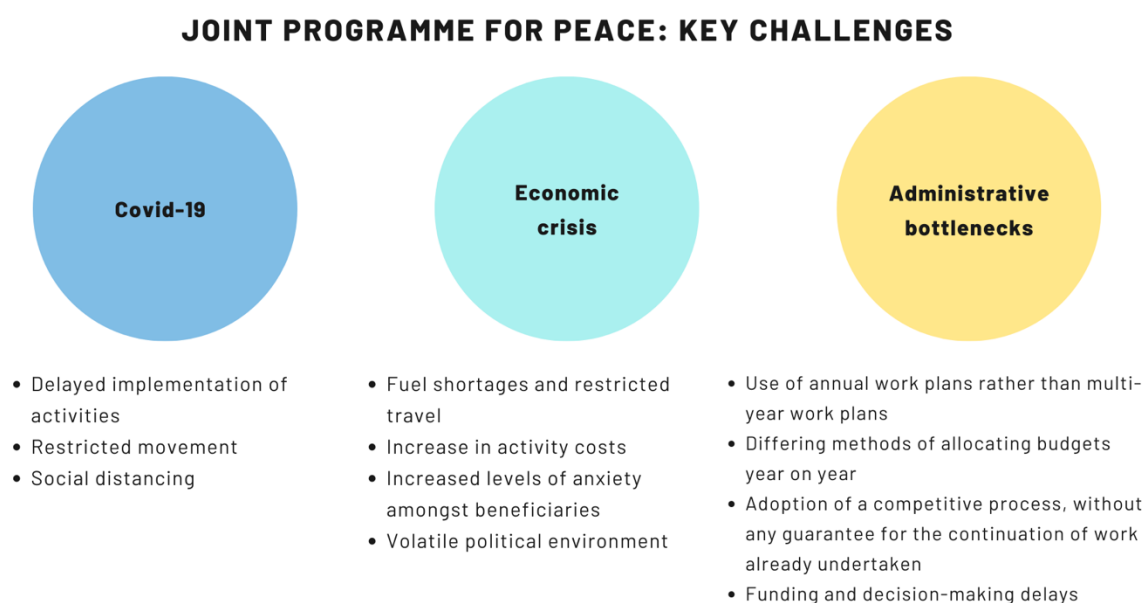 JOINT PROGRAMME FOR PEACE: KEY CHALLENGES
Covid-19
• Delayed implementation of
activities
• Restricted movement
• Social distancing
Economic
crisis
• Fuel shortages and restricted
travel
• Increase in activity costs
• Increased levels of anxiety
amongst beneficiaries
• Volatile political environment
Administrative
bottlenecks
• Use of annual work plans rather than multi-
year work plans
• Differing methods of allocating budgets
year on year
• Adoption of a competitive process, without
any guarantee for the continuation of work
already undertaken
• Funding and decision-making delays